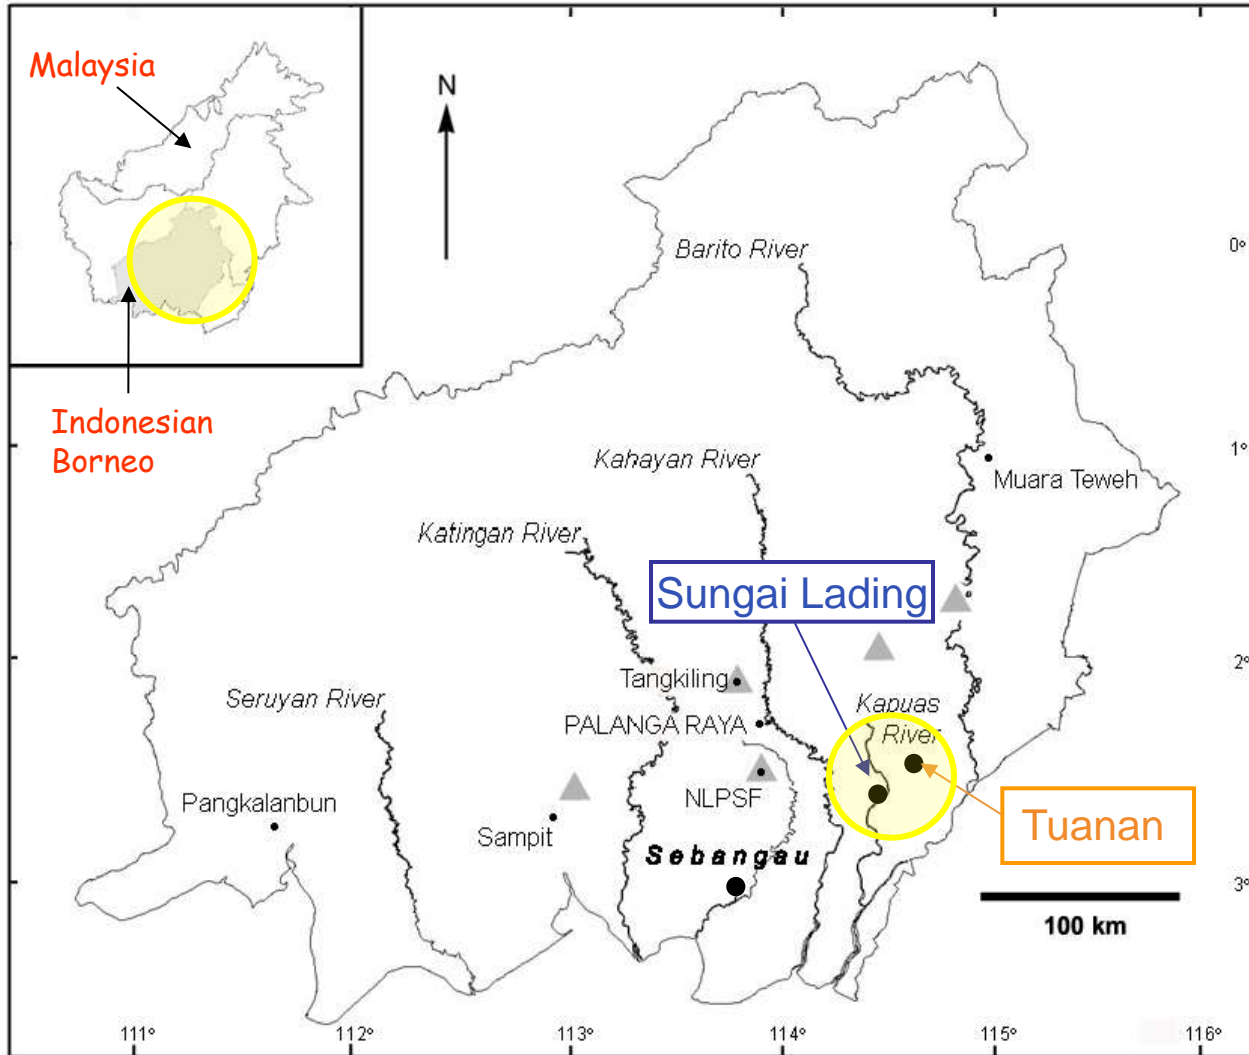 Malaysia
N
Barito River
0°
Indonesian
Borneo
1°
Kahayan River
Muara Teweh
Katingan River
Sungai Lading
2°
Tangkiling
Seruyan River
Kapuas
River
PALANGA RAYA
NLPSF
Pangkalanbun
Sampit
Tuanan
Sebangau
3°
100 km
111°
112°
113°
114°
115°
116°